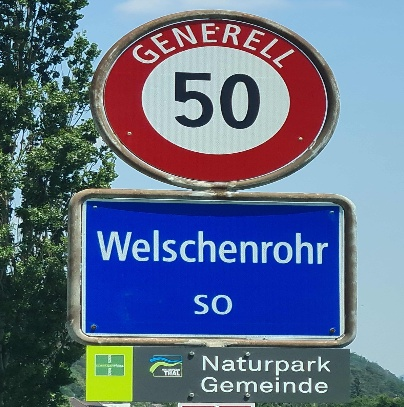 GENERELL
50
Welschenrohr
SO
THAL
Naturpark
Gemeinde